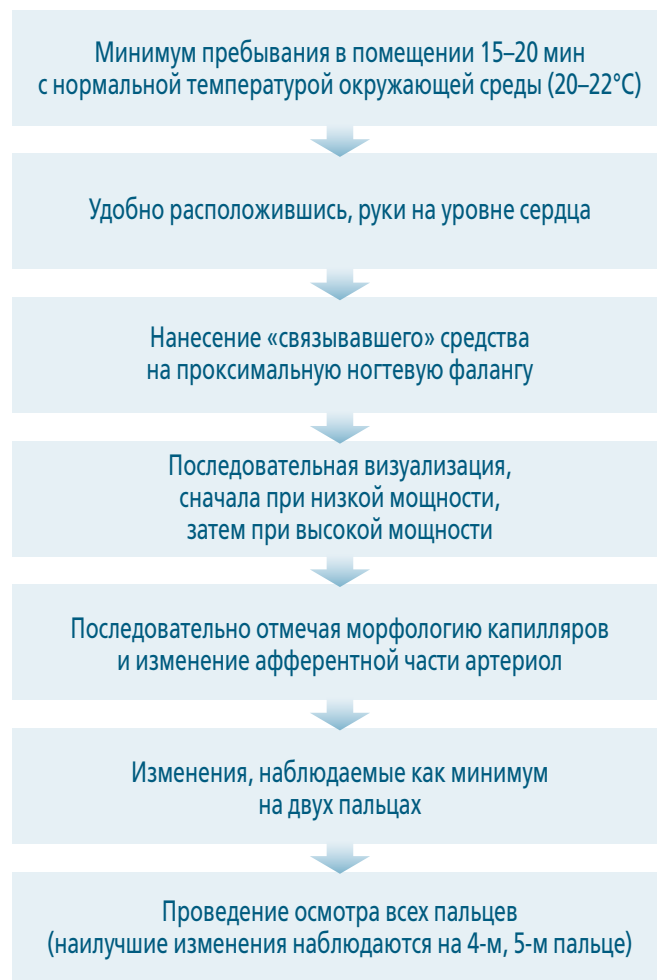 Минимум пребывания в помещении 15–20 мин
с нормальной температурой окружающей среды (20–22°C)
Удобно расположившись, руки на уровне сердца
Нанесение «связывавшего» средства
на проксимальную ногтевую фалангу
Последовательная визуализация,
сначала при низкой мощности,
затем при высокой мощности
Последовательно отмечая морфологию капилляров
и изменение афферентной части артериол
Изменения, наблюдаемые как минимум
на двух пальцах
Проведение осмотра всех пальцев
(наилучшие изменения наблюдаются на 4-м, 5-м пальце)